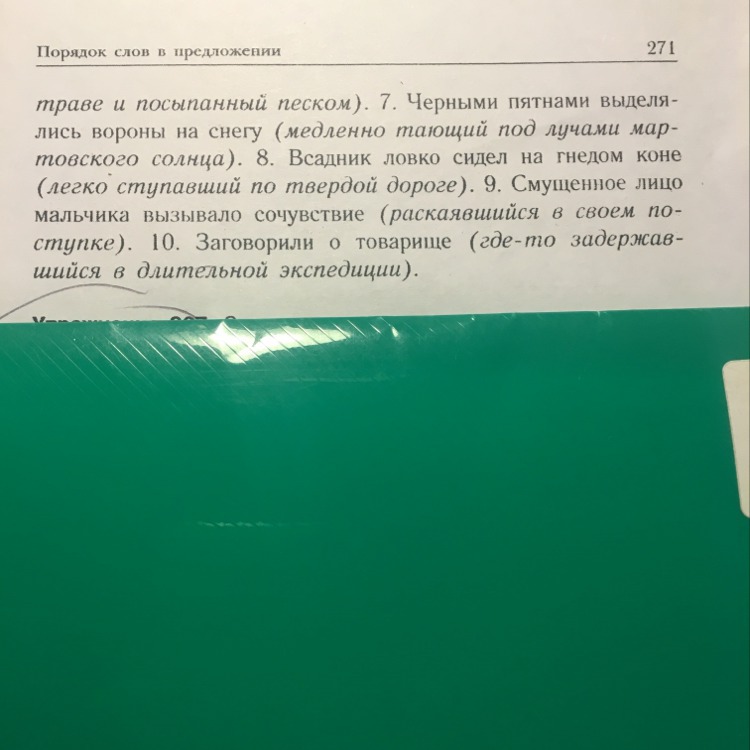 Порядок слов в предложении 271
траве и посыпанный песком). 7. Черными пятнами выделя-
лись вороны на снегу (медленно тающий под лучами мар-
товского солнца). 8. Всадник ловко сидел на гнедом коне
(легко ступавший по твердой дороге). 9. Смущенное лицо
мальчика вызывало сочувствие (раскаявшийся в своем по-
ступке). 10. Заговорили о товарище (где-то задержав-
шийся в длительной экспедиции).